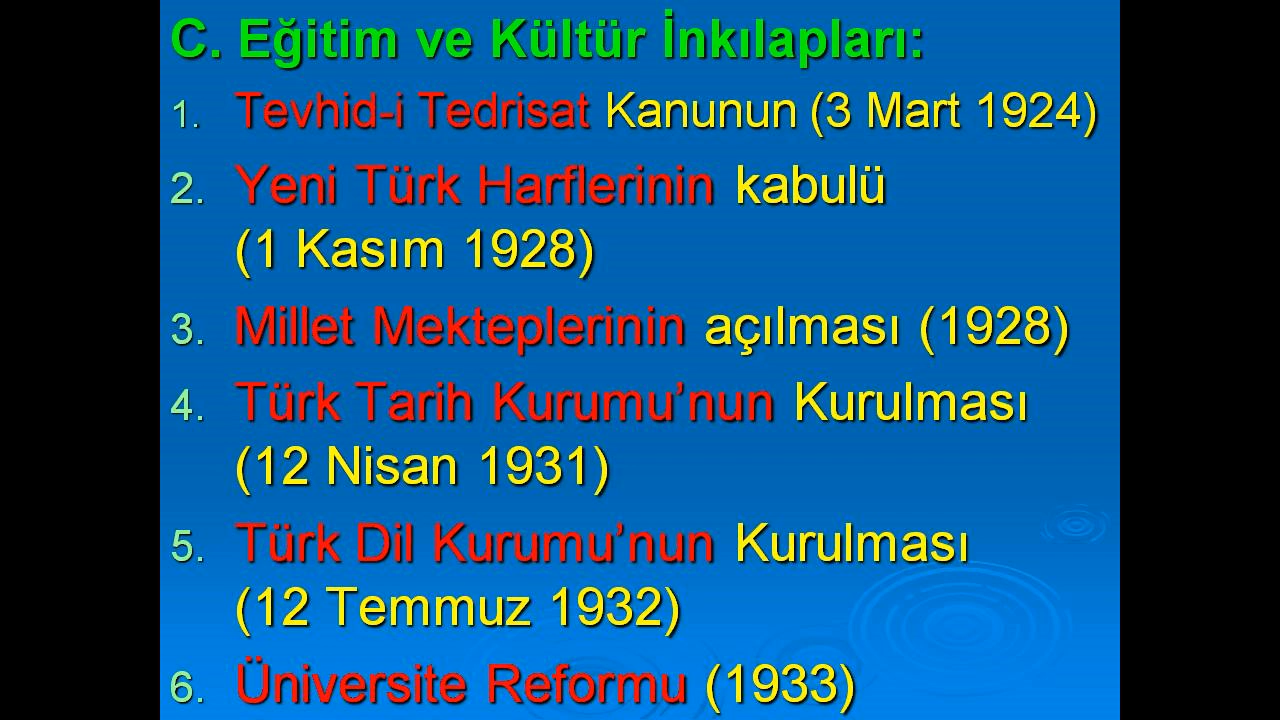 C. Eğitim ve Kültür İnkılapları:
1. Tevhid-i Tedrisat Kanunun (3 Mart 1924)
2. Yeni Türk Harflerinin kabulü
(1 Kasım 1928)
3. Millet Mekteplerinin açılması (1928)
4. Türk Tarih Kurumu’nun Kurulması
(12 Nisan 1931)
5. Türk Dil Kurumu’nun Kurulması
(12 Temmuz 1932)
6. Üniversite Reformu (1933)